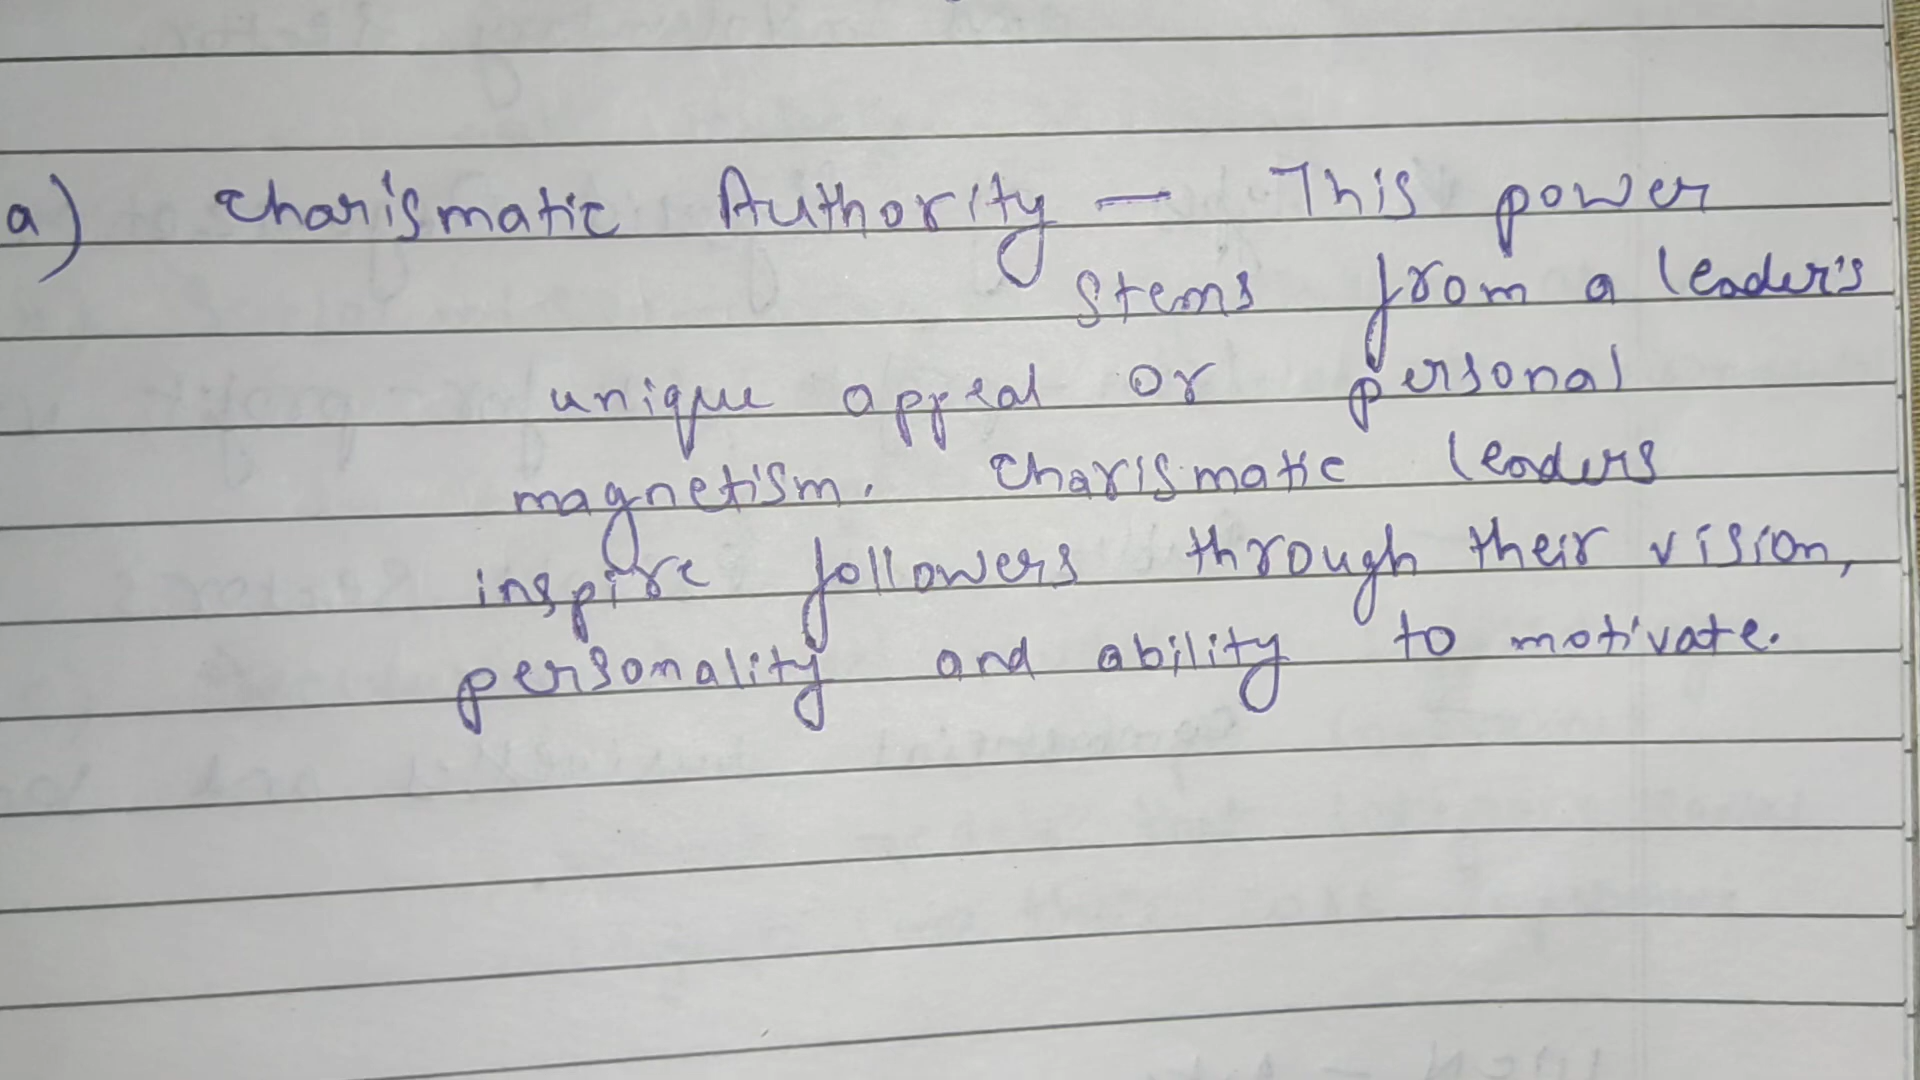 a) Charismatic Authority - This power
stems from a leader's
unique appeal or personal
magnetism. Charismatic leaders
inspire followers through their vision,
personality and ability to motivate.